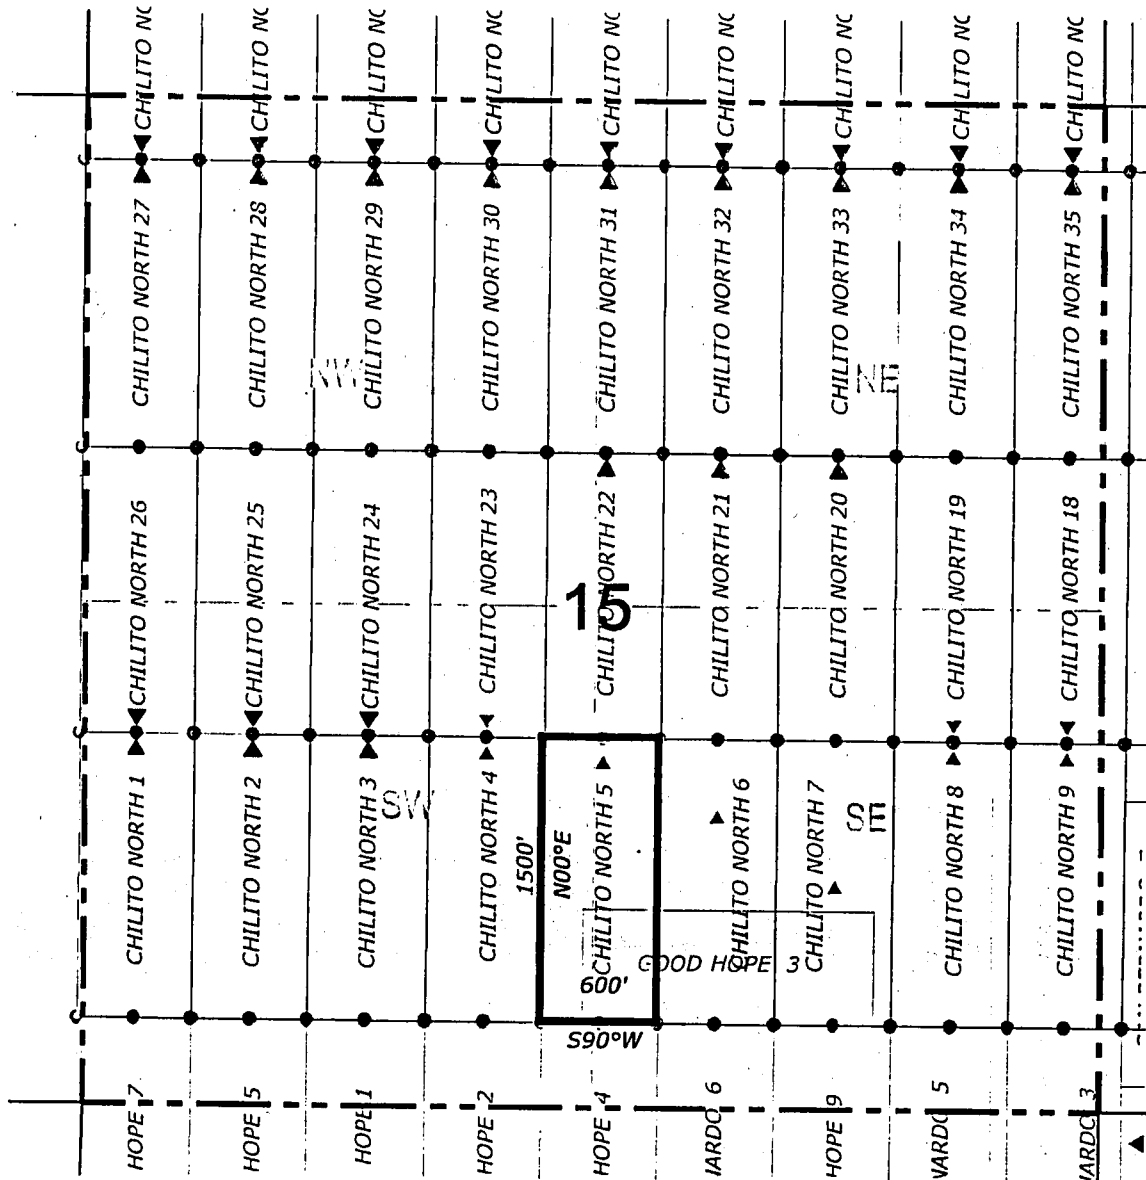 CHILITO NC
CHILITO NC
CHILITO NC
CHILITO NC
CHILITO NC
CHILITO NC
CHILITO NC
CHILITO NC
CHILITO NC
CHILITO NORTH 27
CHILITO NORTH 28
CHILITO NORTH 29
CHILITO NORTH 30
CHILITO NORTH 31
CHILITO NORTH 32
CHILITO NORTH 33
CHILITO NORTH 34
CHILITO NORTH 35
NW
NE
CHILITO NORTH 26
CHILITO NORTH 25
CHILITO NORTH 24
CHILITO NORTH 23
CHILITO NORTH 22
CHILITO NORTH 21
CHILITO NORTH 20
CHILITO NORTH 19
CHILITO NORTH 18
15
CHILITO NORTH 1
CHILITO NORTH 2
CHILITO NORTH 3
CHILITO NORTH 4
CHILITO NORTH 5
CHILITO NORTH 6
CHILITO NORTH 7
CHILITO NORTH 8
CHILITO NORTH 9
SW
SE
1500'
N00°E
GOOD HOPE 3
600'
S90°W
HOPE 7
HOPE 5
HOPE 1
HOPE 2
HOPE 4
IARDO 6
HOPE 9
NARDO 5
NARDO 3